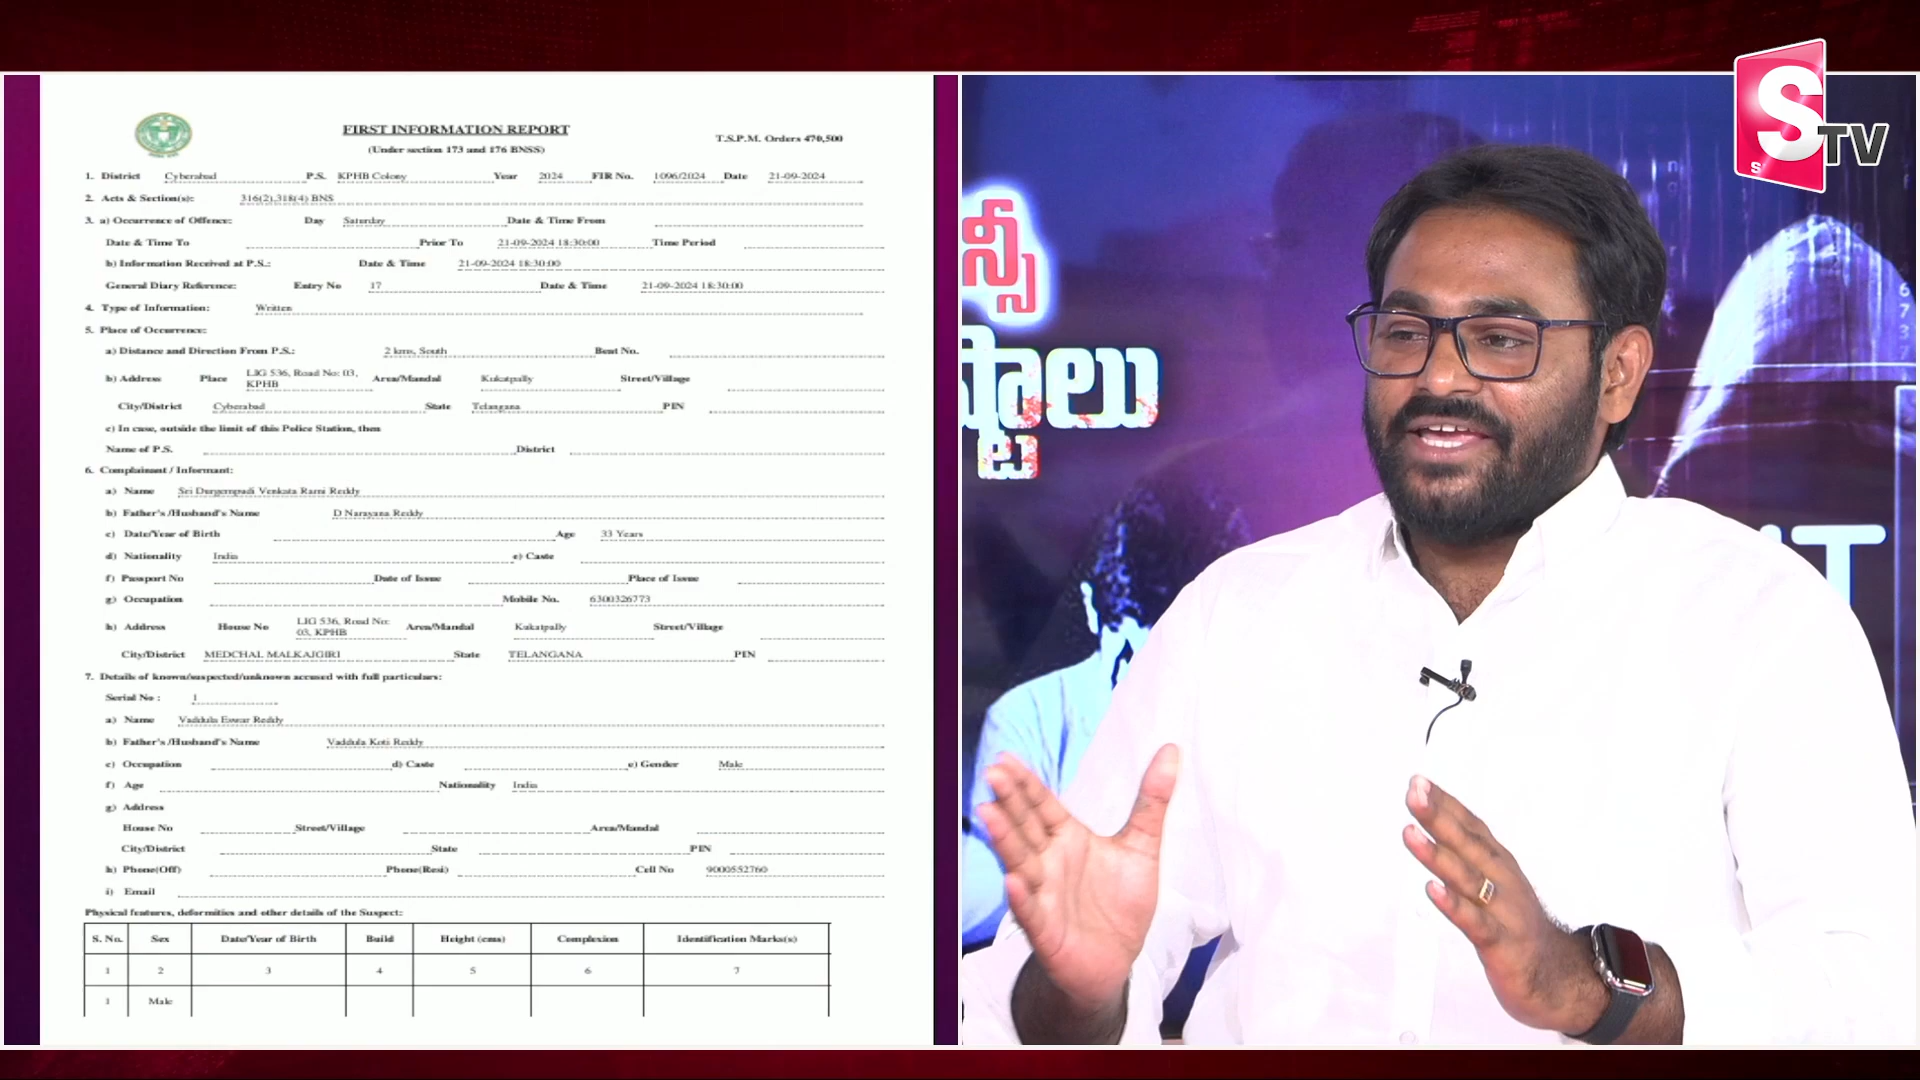 FIRST INFORMATION REPORT
(Under section 173 and 176 BNSS)
T.S.P.M. Orders 470,500
1. District Cyberabad P.S. KPHB Colony Year 2024 FIR No. 1096/2024 Date 21-09-2024
2. Acts & Section(s): 316(2),318(4) BNS
3. a) Occurrence of Offence: Day Saturday Date & Time From
Date & Time To Prior To 21-09-2024 18:30:00 Time Period
b) Information Received at P.S.: Date & Time 21-09-2024 18:30:00
General Diary Reference: Entry No 17 Date & Time 21-09-2024 18:30:00
4. Type of Information: Written
5. Place of Occurrence:
a) Distance and Direction From P.S.: 2 kms, South Beat No.
b) Address Place LIG 536, Road No: 03, KPHB Area/Mandal Kukatpally Street/Village
City/District Cyberabad State Telangana PIN
c) In case, outside the limit of this Police Station, then
Name of P.S. District
6. Complainant / Informant:
a) Name Sri Durgempudi Venkata Rami Reddy
b) Father's /Husband's Name D Narayana Reddy
c) Date/Year of Birth Age 33 Years
d) Nationality India e) Caste
f) Passport No Date of Issue Place of Issue
g) Occupation Mobile No. 6300326773
h) Address House No LIG 536, Road No: 03, KPHB Area/Mandal Kukatpally Street/Village
City/District MEDCHAL MALKAJGIRI State TELANGANA PIN
7. Details of known/suspected/unknown accused with full particulars:
Serial No : 1
a) Name Vaddula Eswar Reddy
b) Father's /Husband's Name Vaddula Koti Reddy
c) Occupation d) Caste e) Gender Male
f) Age Nationality India
g) Address
House No Street/Village Area/Mandal
City/District State PIN
h) Phone(Off) Phone(Resi) Cell No 9000552760
i) Email
Physical features, deformities and other details of the Suspect:
S. No. Sex Date/Year of Birth Build Height (cms) Complexion Identification Marks(s)
1 2 3 4 5 6 7
1 Male
S TV
న్సీ
ష్టాలు